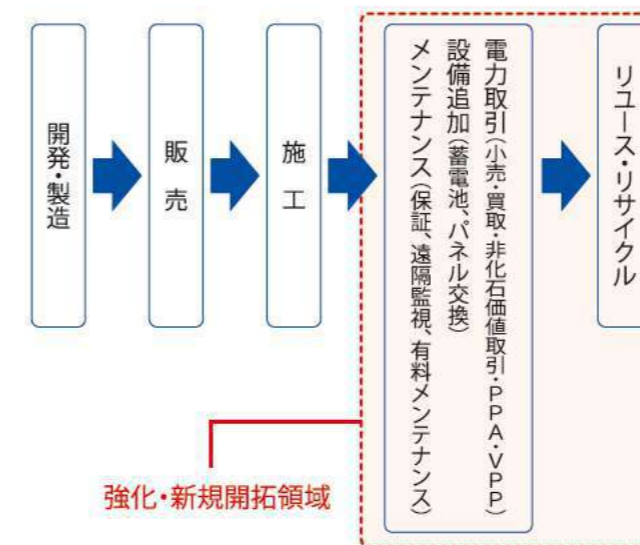 開発・製造
販売
施工
電力取引(小売・買取・非化石価値取引・PPA・VPP)
設備追加(蓄電池、パネル交換)
メンテナンス(保証、遠隔監視、有料メンテナンス)
リユース・リサイクル
強化・新規開拓領域